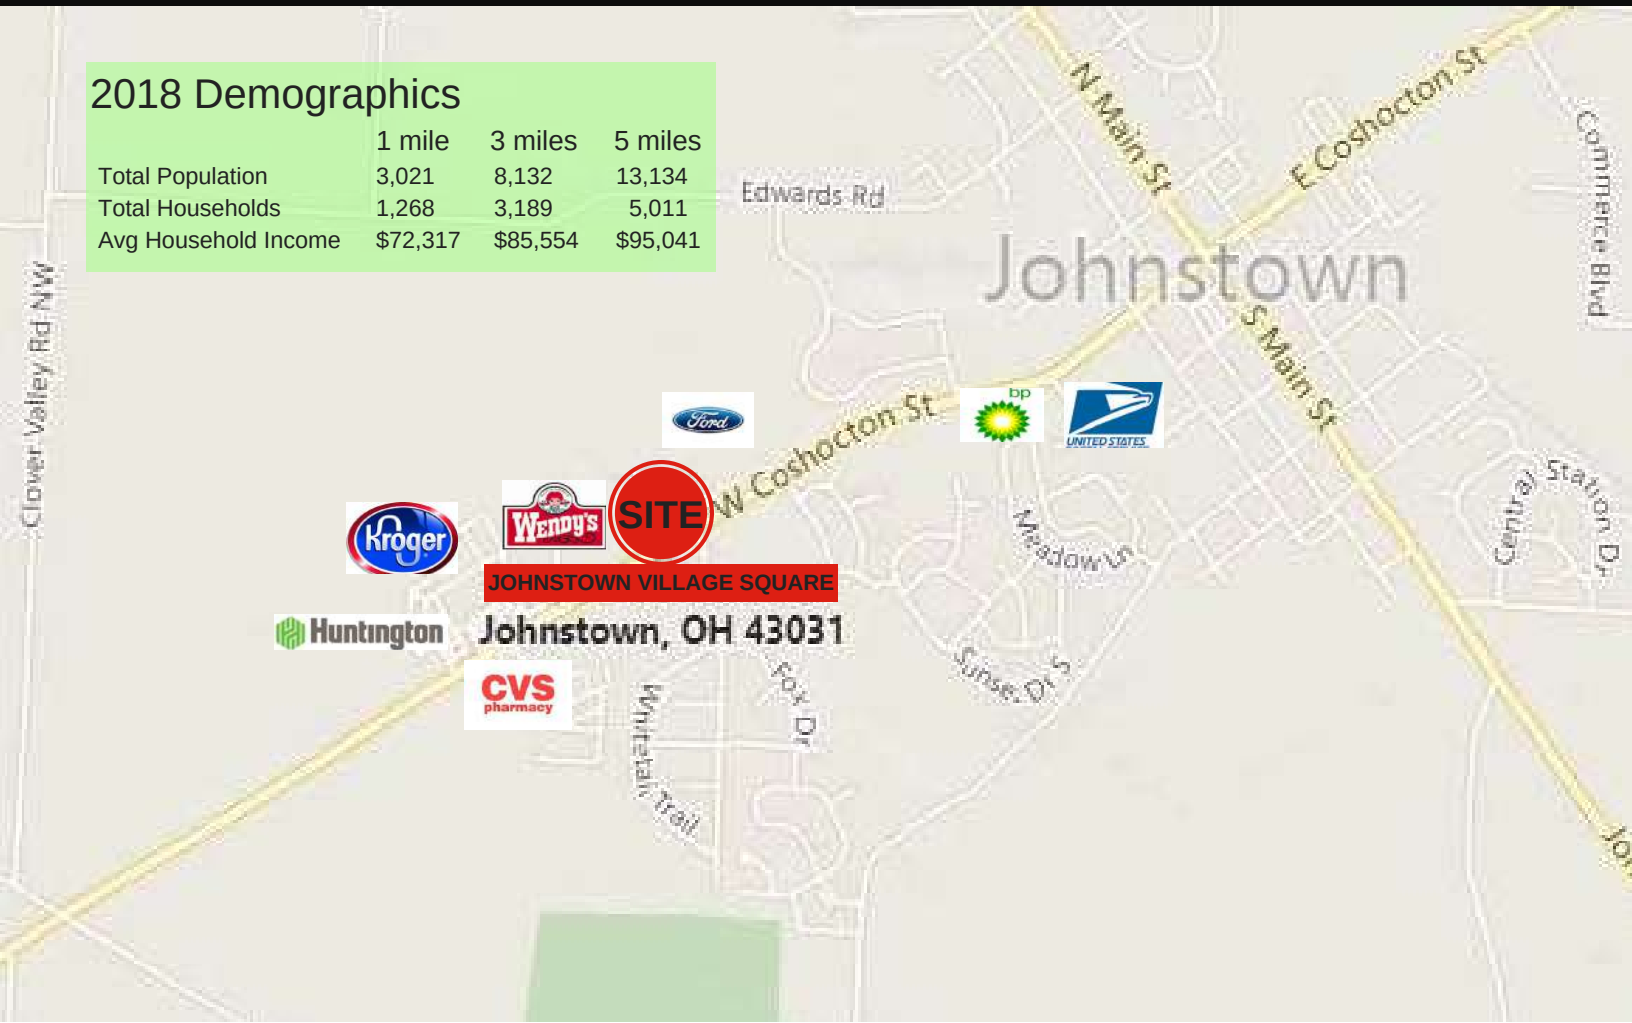 2018 Demographics
1 mile 3 miles 5 miles
Total Population 3,021 8,132 13,134
Total Households 1,268 3,189 5,011
Avg Household Income $72,317 $85,554 $95,041
N Main St
E Coshocton St
Commerce Blvd
Edwards Rd
Johnstown
Clover Valley Rd NW
S Main St
Ford
W Coshocton St
bp
UNITED STATES
Central Station Dr
Kroger
WENDY'S
SITE
Meadow Ln
JOHNSTOWN VILLAGE SQUARE
Huntington
Johnstown, OH 43031
CVS
pharmacy
Fox Dr
Sunset Dr S
Whitetail Trail